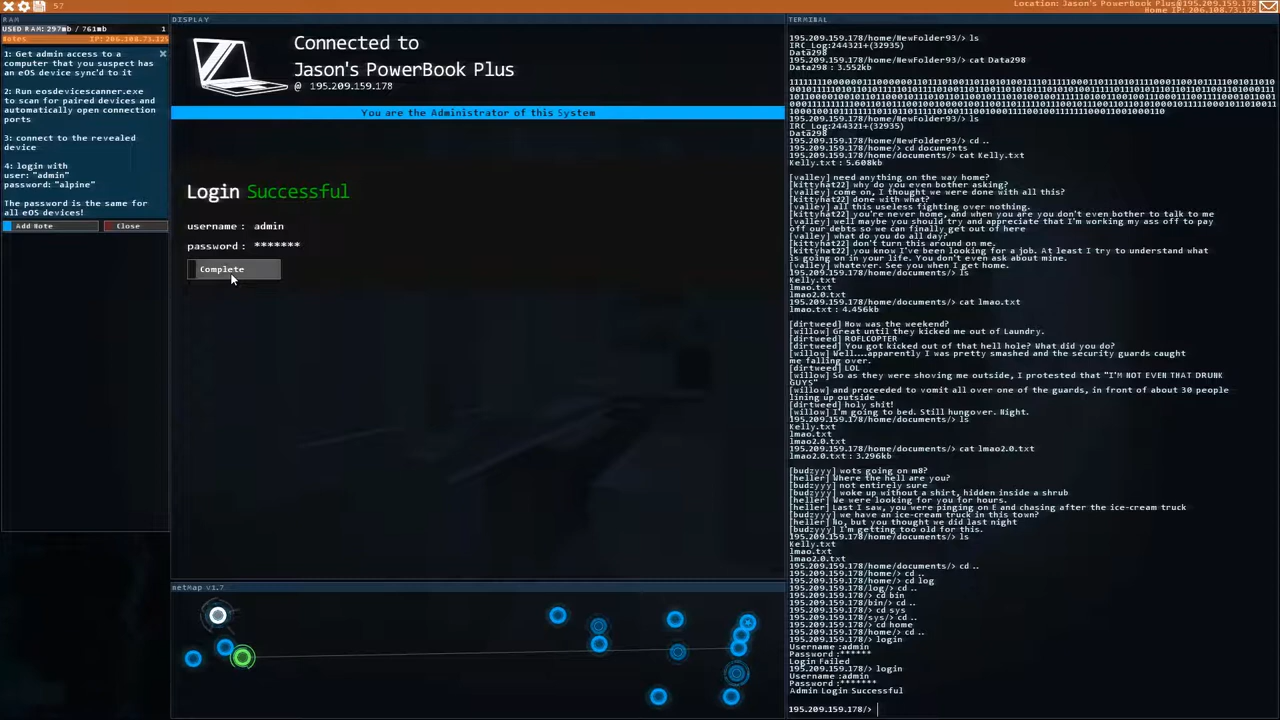 57
Location: Jason's PowerBook Plus@195.209.159.178
Home IP: 206.108.73.125
RAM
USED RAM: 297mb / 761mb
1
Notes
IP: 206.108.73.125
1: Get admin access to a
computer that you suspect has
an eOS device sync'd to it
2: Run eosdevicescanner.exe
to scan for paired devices and
automatically open connection
ports
3: connect to the revealed
device
4: login with
user: "admin"
password: "alpine"
The password is the same for
all eOS devices!
Add Note
Close
DISPLAY
Connected to
Jason's PowerBook Plus
@ 195.209.159.178
You are the Administrator of this System
Login Successful
username : admin
password : *******
Complete
netMap v1.7
TERMINAL
195.209.159.178/home/NewFolder93/> ls
IRC_Log:244321+(32935)
Data298
195.209.159.178/home/NewFolder93/> cat Data298
Data298 : 3.552kb
195.209.159.178/home/NewFolder93/> ls
IRC_Log:244321+(32935)
Data298
195.209.159.178/home/NewFolder93/> cd ..
195.209.159.178/home/> cd documents
195.209.159.178/home/documents/> cat Kelly.txt
Kelly.txt : 5.608kb
[valley] need anything on the way home?
[kittyhat22] why do you even bother asking?
[valley] come on, I thought we were done with all this?
[kittyhat22] done with what?
[valley] all this useless fighting over nothing.
[kittyhat22] you're never home, and when you are you don't even bother to talk to me
[valley] well maybe you should try and appreciate that I'm working my ass off to pay
off our debts so we can finally get out of here
[valley] what do you do all day?
[kittyhat22] don't turn this around on me.
[kittyhat22] you know I've been looking for a job. At least I try to understand what
is going on in your life. You don't even ask about mine.
[valley] whatever. See you when I get home.
195.209.159.178/home/documents/> ls
Kelly.txt
lmao.txt
lmao2.0.txt
195.209.159.178/home/documents/> cat lmao.txt
lmao.txt : 4.456kb
[dirtweed] How was the weekend?
[willow] Great until they kicked me out of Laundry.
[dirtweed] ROFLCOPTER
[dirtweed] You got kicked out of that hell hole? What did you do?
[willow] Well....apparently I was pretty smashed and the security guards caught
me falling over.
[dirtweed] LOL
[willow] So as they were shoving me outside, I protested that "I'M NOT EVEN THAT DRUNK
GUYS"
[willow] and proceeded to vomit all over one of the guards, in front of about 30 people
lining up outside
[dirtweed] holy shit!
[willow] I'm going to bed. Still hungover. Night.
195.209.159.178/home/documents/> ls
Kelly.txt
lmao.txt
lmao2.0.txt
195.209.159.178/home/documents/> cat lmao2.0.txt
lmao2.0.txt : 3.296kb
[budzyyy] wots going on m8?
[heller] Where the hell are you?
[budzyyy] not entirely sure
[budzyyy] woke up without a shirt, hidden inside a shrub
[heller] We were looking for you for hours.
[heller] Last I saw, you were pinging on E and chasing after the ice-cream truck
[budzyyy] we have an ice-cream truck in this town?
[heller] No, but you thought we did last night
[budzyyy] I'm getting too old for this.
195.209.159.178/home/documents/> ls
Kelly.txt
lmao.txt
lmao2.0.txt
195.209.159.178/home/documents/> cd ..
195.209.159.178/home/> cd ..
195.209.159.178/> cd log
195.209.159.178/log/> cd ..
195.209.159.178/> cd bin
195.209.159.178/bin/> cd ..
195.209.159.178/> cd sys
195.209.159.178/sys/> cd ..
195.209.159.178/> cd home
195.209.159.178/home/> cd ..
195.209.159.178/> login
Username :admin
Password :******
Login Failed
195.209.159.178/> login
Username :admin
Password :*******
Admin Login Successful
195.209.159.178/>